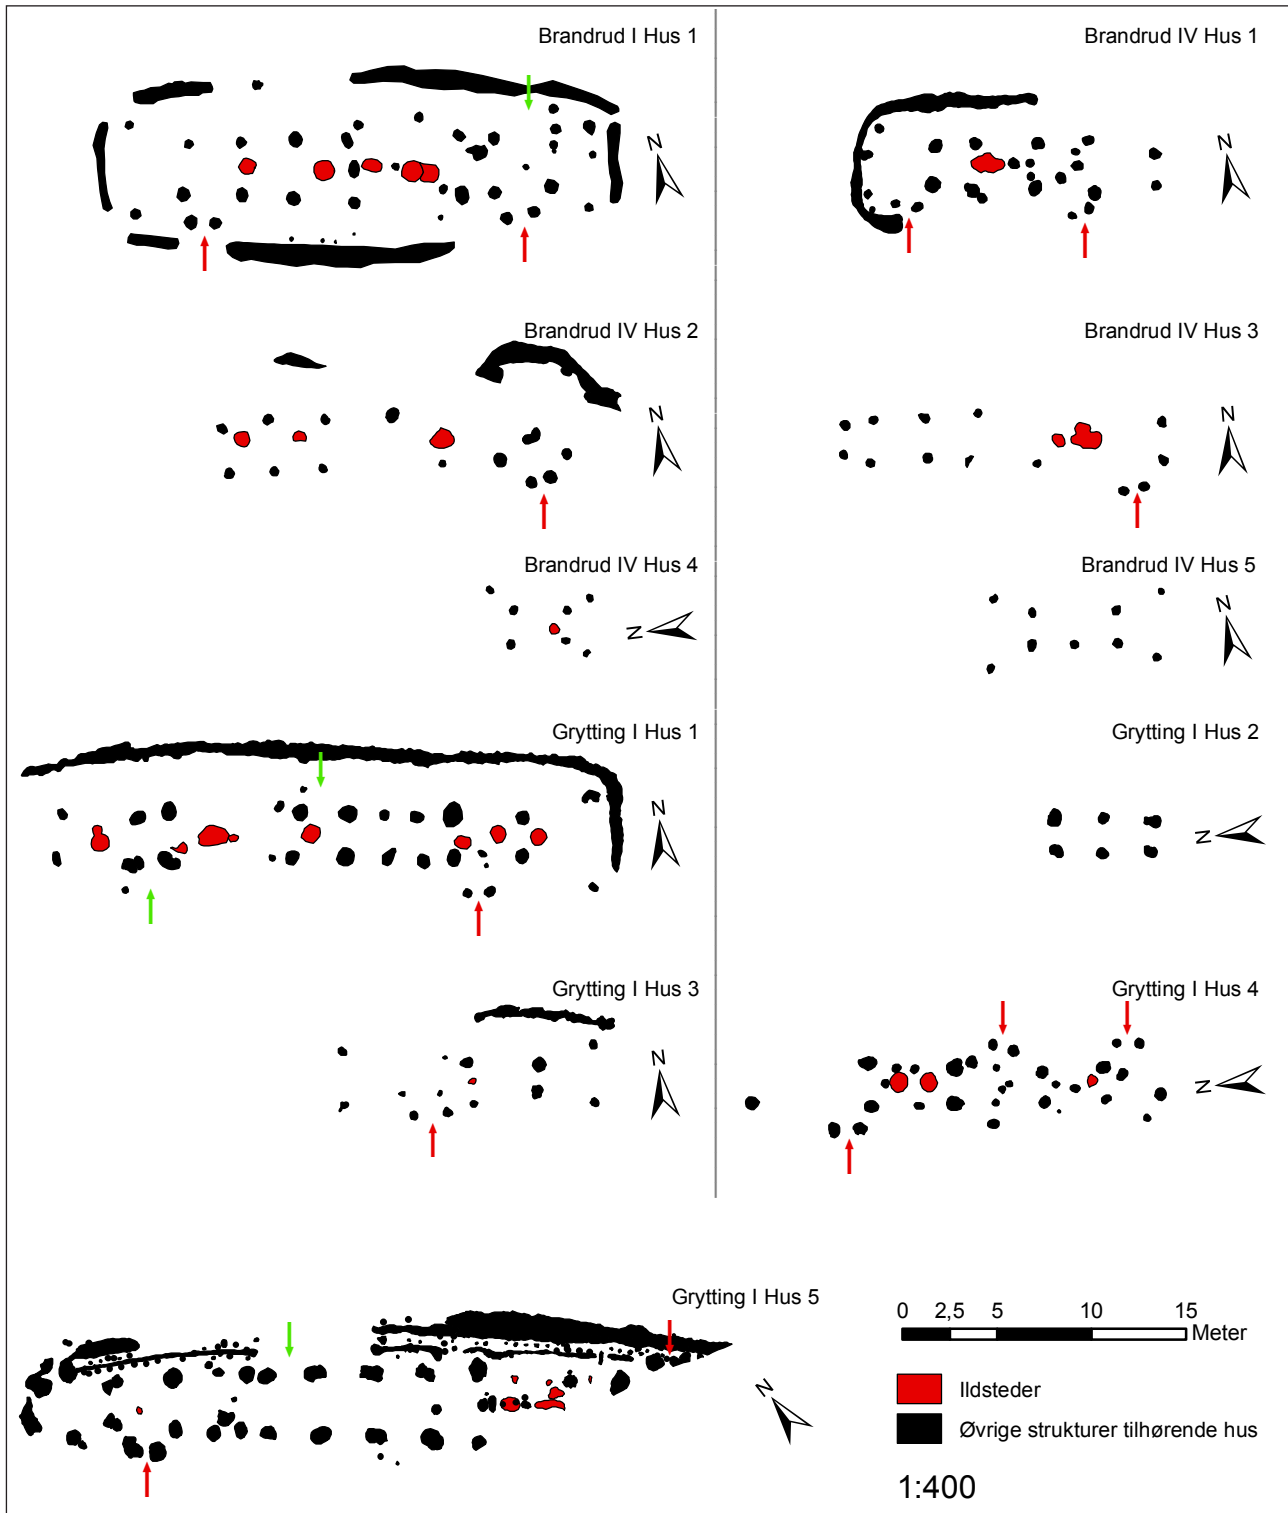 Brandrud I Hus 1
N
Brandrud IV Hus 1
N
Brandrud IV Hus 2
N
Brandrud IV Hus 3
N
Brandrud IV Hus 4
N
Brandrud IV Hus 5
N
Grytting I Hus 1
N
Grytting I Hus 2
N
Grytting I Hus 3
N
Grytting I Hus 4
N
Grytting I Hus 5
N
0 2,5 5 10 15
Meter
Ildsteder
Øvrige strukturer tilhørende hus
1:400